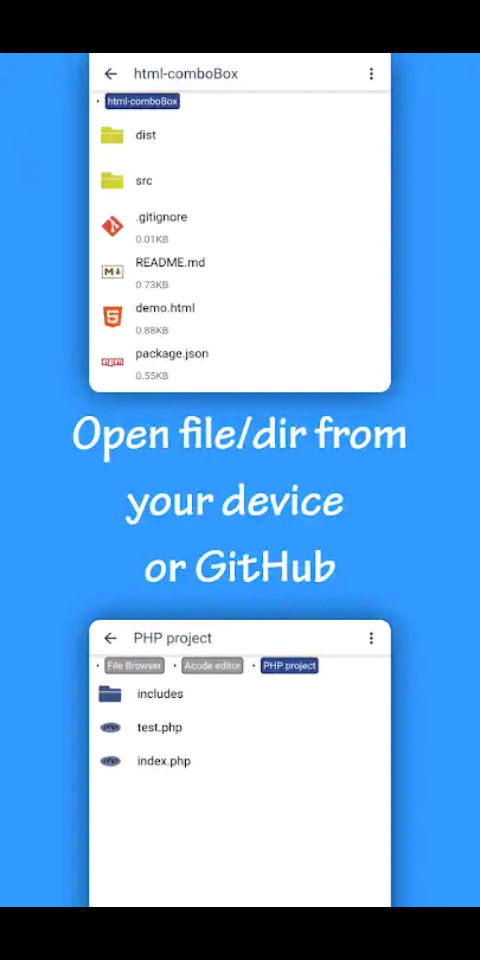 html-comboBox
html-comboBox
dist
src
.gitignore
0.01KB
README.md
0.73KB
demo.html
0.88KB
package.json
0.55KB
Open file/dir from
your device
or GitHub
PHP project
File Browser Acode editor PHP project
includes
test.php
index.php